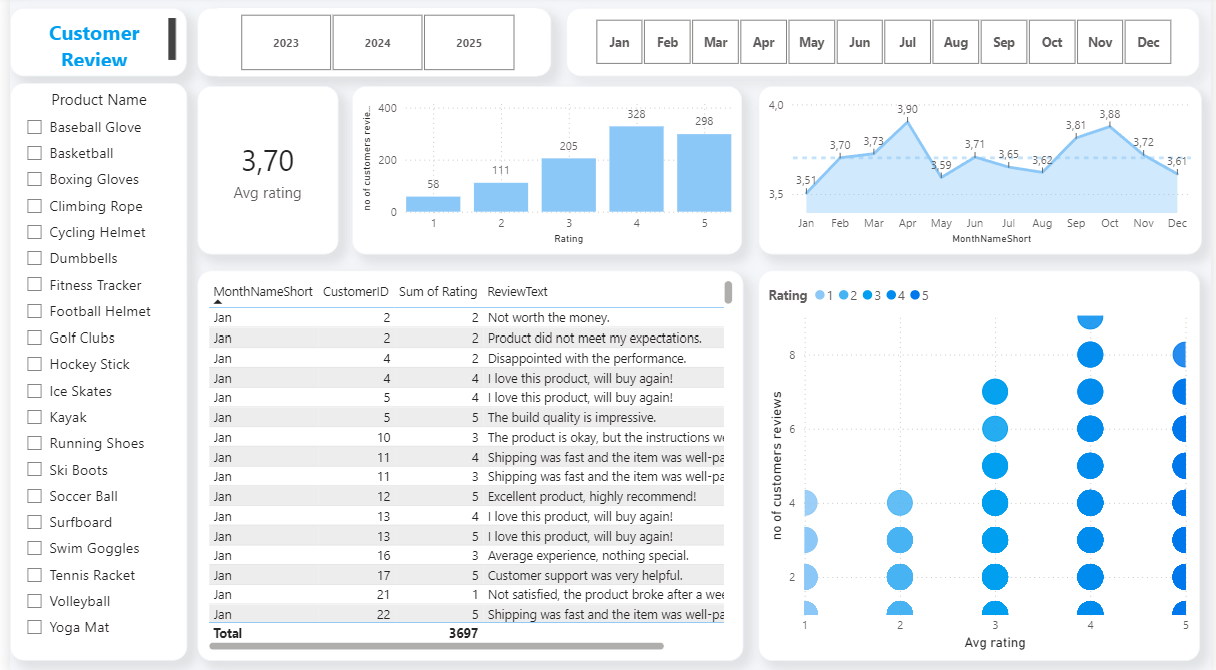 Customer
Review
2023 2024 2025
Jan Feb Mar Apr May Jun Jul Aug Sep Oct Nov Dec
Product Name
Baseball Glove
Basketball
Boxing Gloves
Climbing Rope
Cycling Helmet
Dumbbells
Fitness Tracker
Football Helmet
Golf Clubs
Hockey Stick
Ice Skates
Kayak
Running Shoes
Ski Boots
Soccer Ball
Surfboard
Swim Goggles
Tennis Racket
Volleyball
Yoga Mat
3,70
Avg rating
no of customers revie...
400
200
0
58 111 205 328 298
1 2 3 4 5
Rating
4,0
3,5
3,51 3,70 3,73 3,90 3,59 3,71 3,65 3,62 3,81 3,88 3,72 3,61
Jan Feb Mar Apr May Jun Jul Aug Sep Oct Nov Dec
MonthNameShort
MonthNameShort CustomerID Sum of Rating ReviewText
Jan 2 2 Not worth the money.
Jan 2 2 Product did not meet my expectations.
Jan 4 2 Disappointed with the performance.
Jan 4 4 I love this product, will buy again!
Jan 5 4 I love this product, will buy again!
Jan 5 5 The build quality is impressive.
Jan 10 3 The product is okay, but the instructions we
Jan 11 4 Shipping was fast and the item was well-pa
Jan 11 3 Shipping was fast and the item was well-pa
Jan 12 5 Excellent product, highly recommend!
Jan 13 4 I love this product, will buy again!
Jan 13 5 I love this product, will buy again!
Jan 16 3 Average experience, nothing special.
Jan 17 5 Customer support was very helpful.
Jan 21 1 Not satisfied, the product broke after a wee
Jan 22 5 Shipping was fast and the item was well-pa
Total 3697
Rating 1 2 3 4 5
no of customers reviews
8
6
4
2
1 2 3 4 5
Avg rating